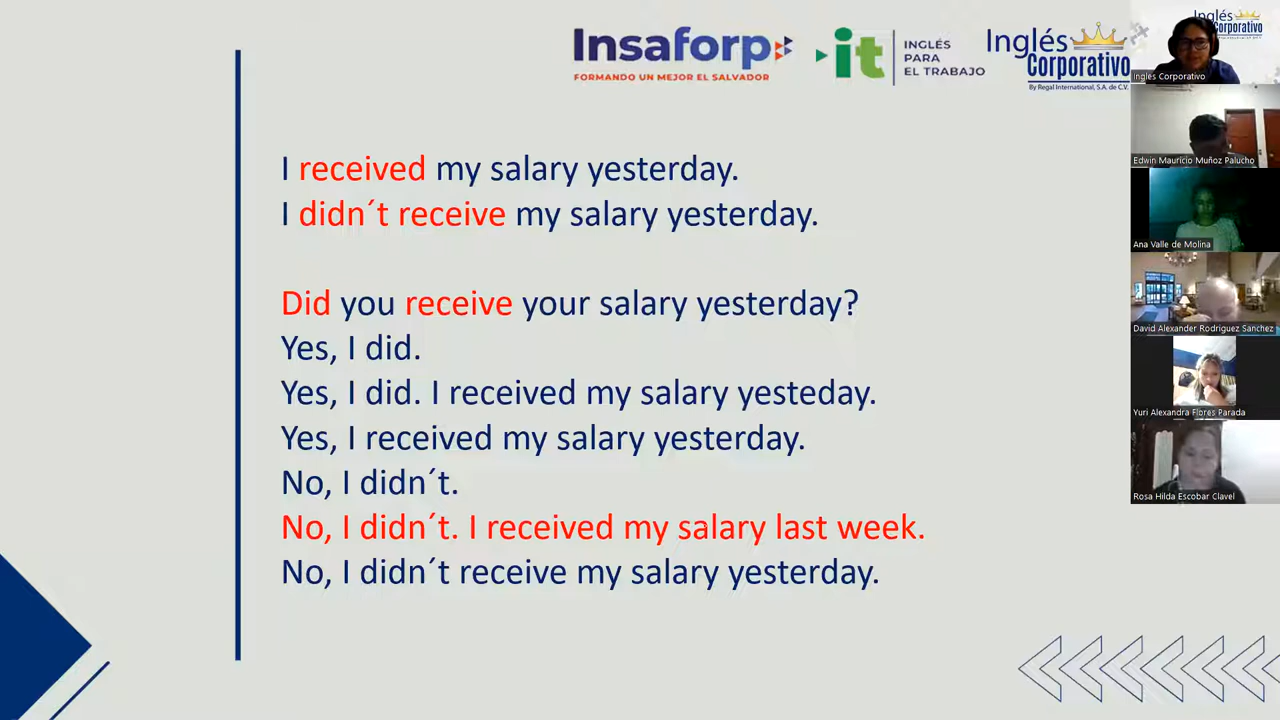 Insaforp
FORMANDO UN MEJOR EL SALVADOR
it
INGLÉS
PARA
EL TRABAJO
Inglés
Corporativo
By Regal International, S.A. de C.V.
I received my salary yesterday.
I didn´t receive my salary yesterday.
Did you receive your salary yesterday?
Yes, I did.
Yes, I did. I received my salary yesteday.
Yes, I received my salary yesterday.
No, I didn´t.
No, I didn´t. I received my salary last week.
No, I didn´t receive my salary yesterday.
Inglés
Corporativo
Inglés Corporativo
Edwin Mauricio Muñoz Palucho
Ana Valle de Molina
David Alexander Rodriguez Sanchez
Yuri Alexandra Flores Parada
Rosa Hilda Escobar Clavel